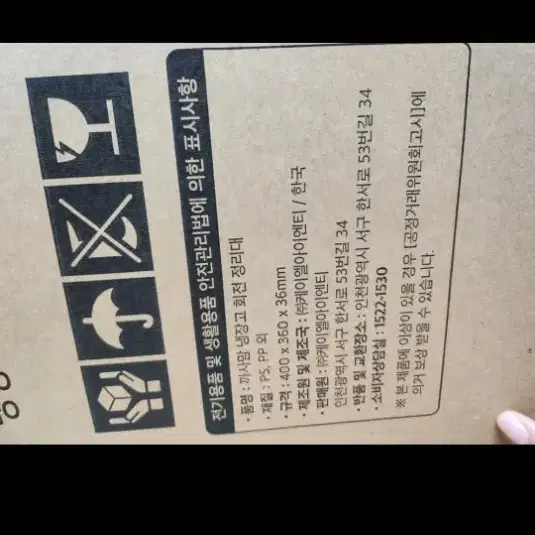 전기용품 및 생활용품 안전관리법에 의한 표시사항
• 품명 : 까사맘 냉장고 회전 정리대
• 재질 : PS, PP 외
• 규격 : 400 x 360 x 36mm
• 제조원 및 제조국 : ㈜케이엘아이엔티 / 한국
• 판매원 : ㈜케이엘아이엔티
인천광역시 서구 한서로 53번길 34
• 반품 및 교환장소 : 인천광역시 서구 한서로 53번길 34
• 소비자상담실 : 1522-1530
※ 본 제품에 이상이 있을 경우 [공정거래위원회고시]에
의거 보상 받을 수 있습니다.